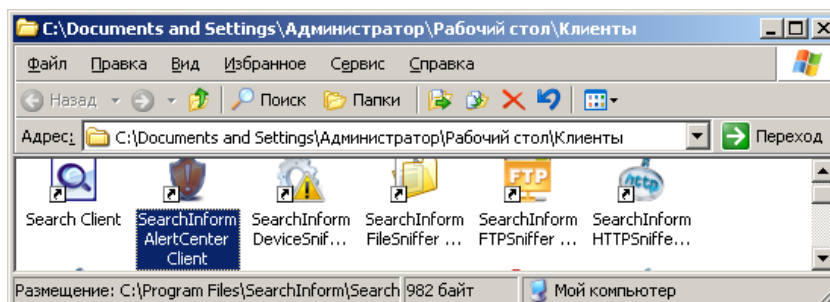 C:\Documents and Settings\Администратор\Рабочий стол\Клиенты
Файл Правка Вид Избранное Сервис Справка
Назад Поиск Папки
Адрес: C:\Documents and Settings\Администратор\Рабочий стол\Клиенты Переход
FTP http
Search Client SearchInform SearchInform SearchInform SearchInform SearchInform
AlertCenter DeviceSnif... FileSniffer ... FTPSniffer ... HTTPSniffe...
Client
Размещение: C:\Program Files\SearchInform\Search 982 байт Мой компьютер